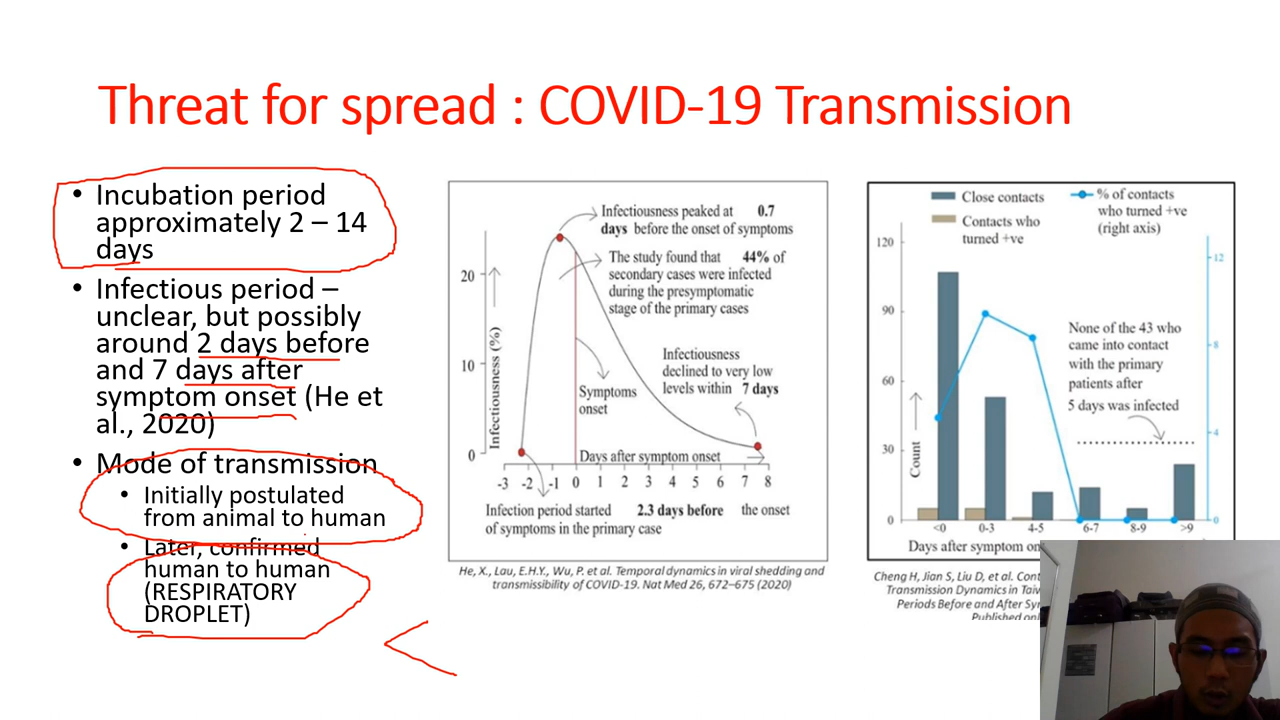 Threat for spread : COVID-19 Transmission
• Incubation period
approximately 2 – 14
days
• Infectious period –
unclear, but possibly
around 2 days before
and 7 days after
symptom onset (He et
al., 2020)
• Mode of transmission
• Initially postulated
from animal to human
• Later, confirmed
human to human
(RESPIRATORY
DROPLET)
Infectiousness peaked at 0.7
days before the onset of symptoms
The study found that 44% of
secondary cases were infected
during the presymptomatic
stage of the primary cases
Infectiousness
declined to very low
levels within 7 days
Symptoms
onset
Infectiousness (%)
20
10
0
Days after symptom onset
-3 -2 -1 0 1 2 3 4 5 6 7 8
Infection period started 2.3 days before the onset
of symptoms in the primary case
He, X., Lau, E.H.Y., Wu, P. et al. Temporal dynamics in viral shedding and
transmissibility of COVID-19. Nat Med 26, 672–675 (2020)
Close contacts
Contacts who
turned +ve
% of contacts
who turned +ve
(right axis)
120
90
60
30
0
Count
12
8
4
0
None of the 43 who
came into contact
with the primary
patients after
5 days was infected
<0 0-3 4-5 6-7 8-9 >9
Days after symptom on
Cheng H, Jian S, Liu D, et al. Cont
Transmission Dynamics in Taiw
Periods Before and After Sy
Published onl